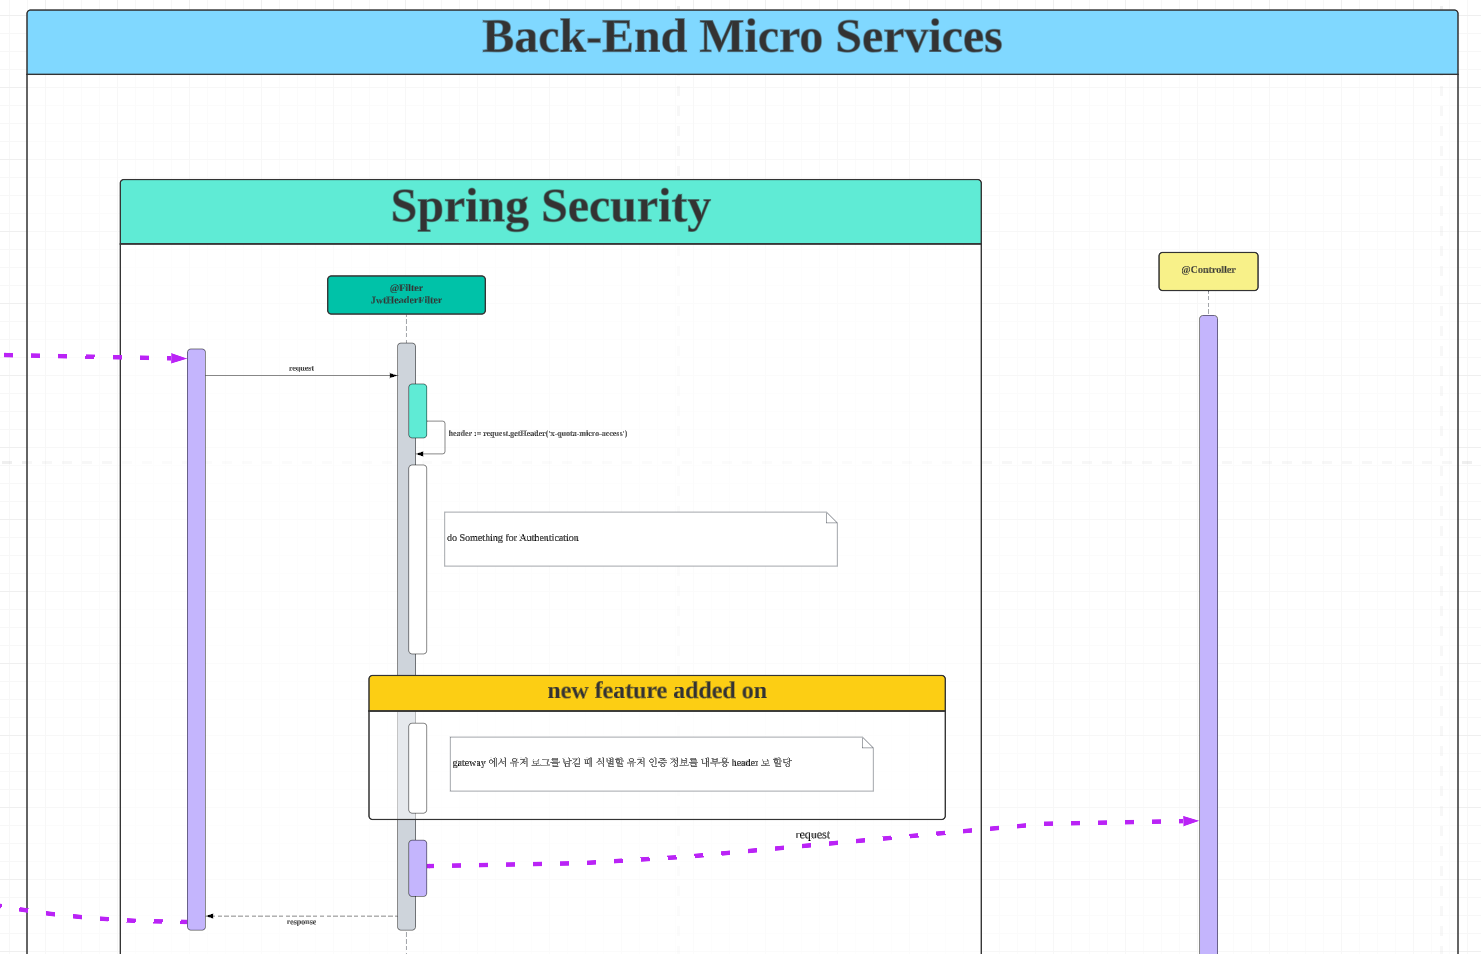 Back-End Micro Services
Spring Security
@Controller
@Filter
JwtHeaderFilter
request
header := request.getHeader('x-quota-micro-access')
do Something for Authentication
new feature added on
gateway 에서 유저 로그를 남길 때 식별할 유저 인증 정보를 내부용 header 로 할당
request
response